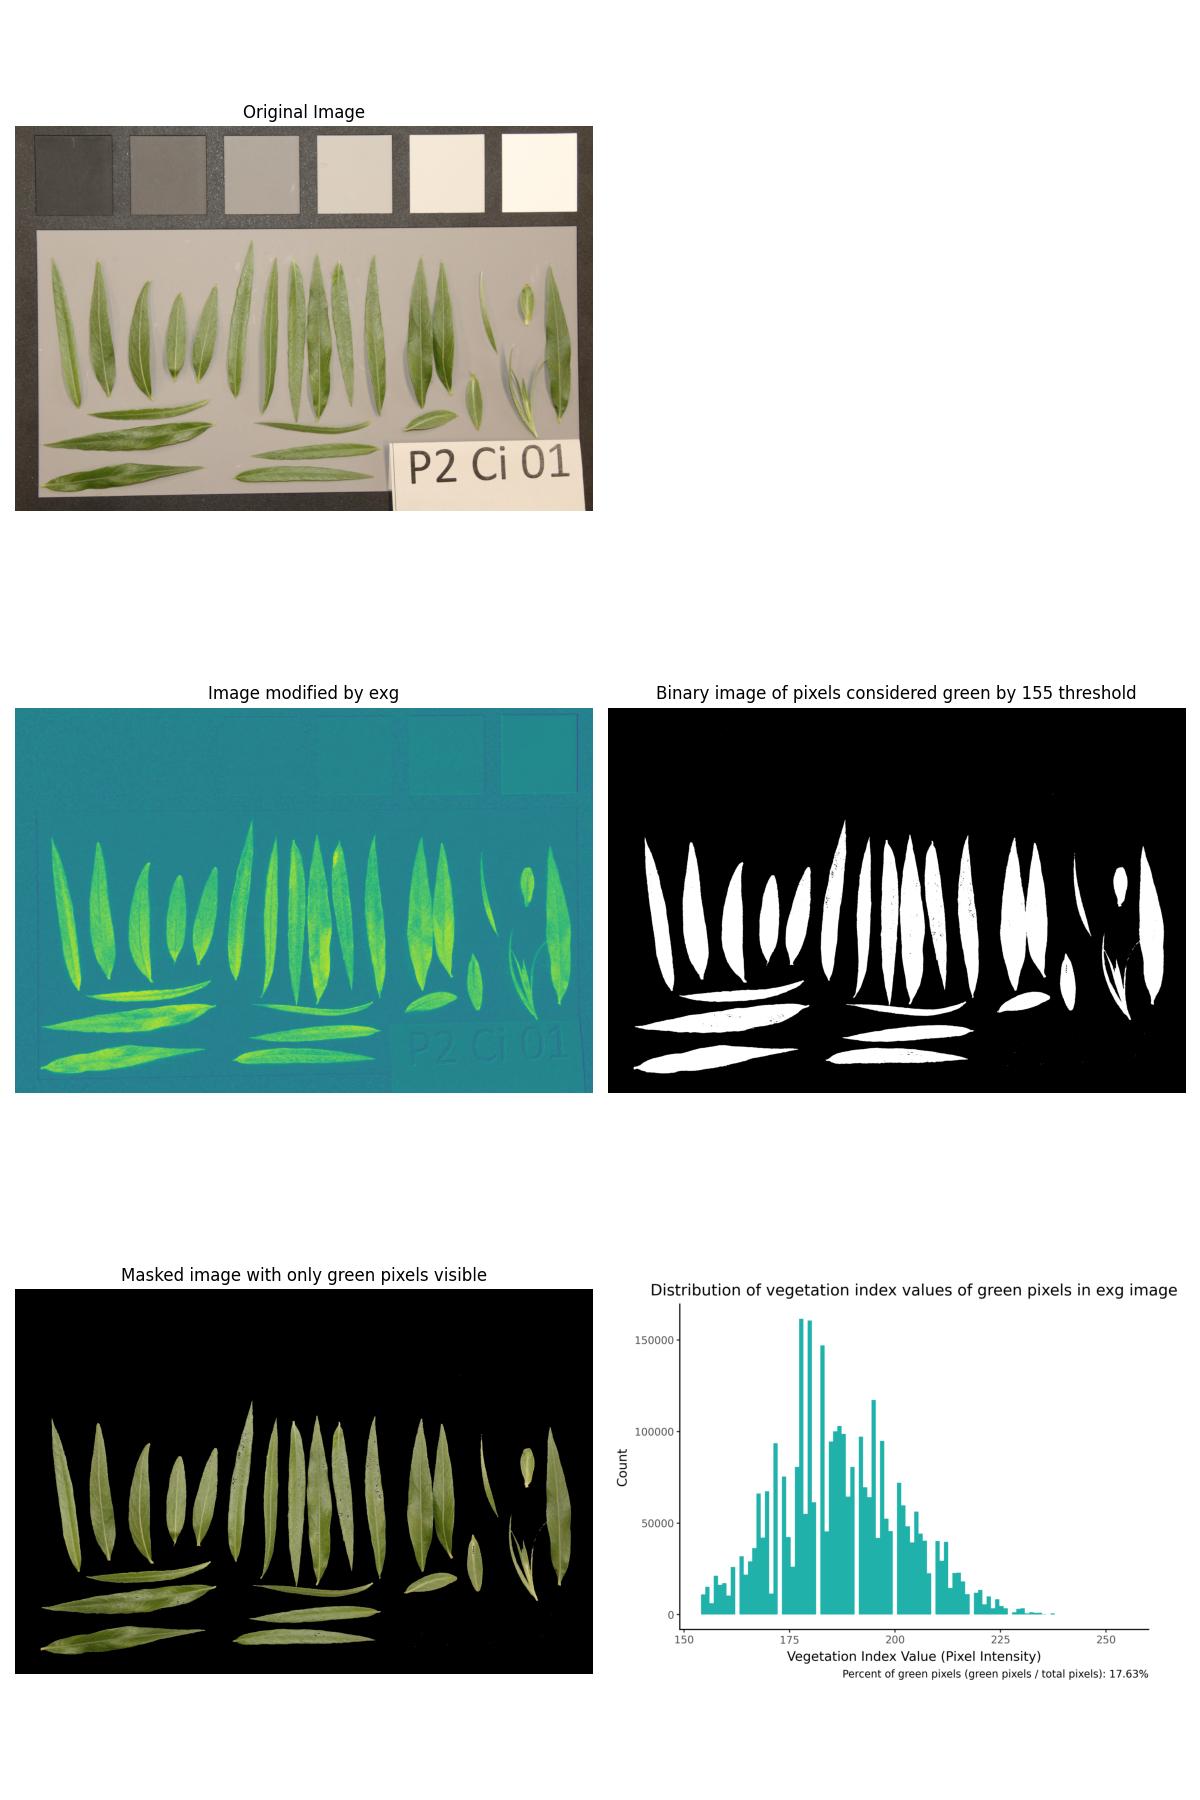 Original Image
P2 Ci 01
Image modified by exg
P2 Ci 01
Binary image of pixels considered green by 155 threshold
Masked image with only green pixels visible
Distribution of vegetation index values of green pixels in exg image
150000
100000
50000
0
Count
150 175 200 225 250
Vegetation Index Value (Pixel Intensity)
Percent of green pixels (green pixels / total pixels): 17.63%